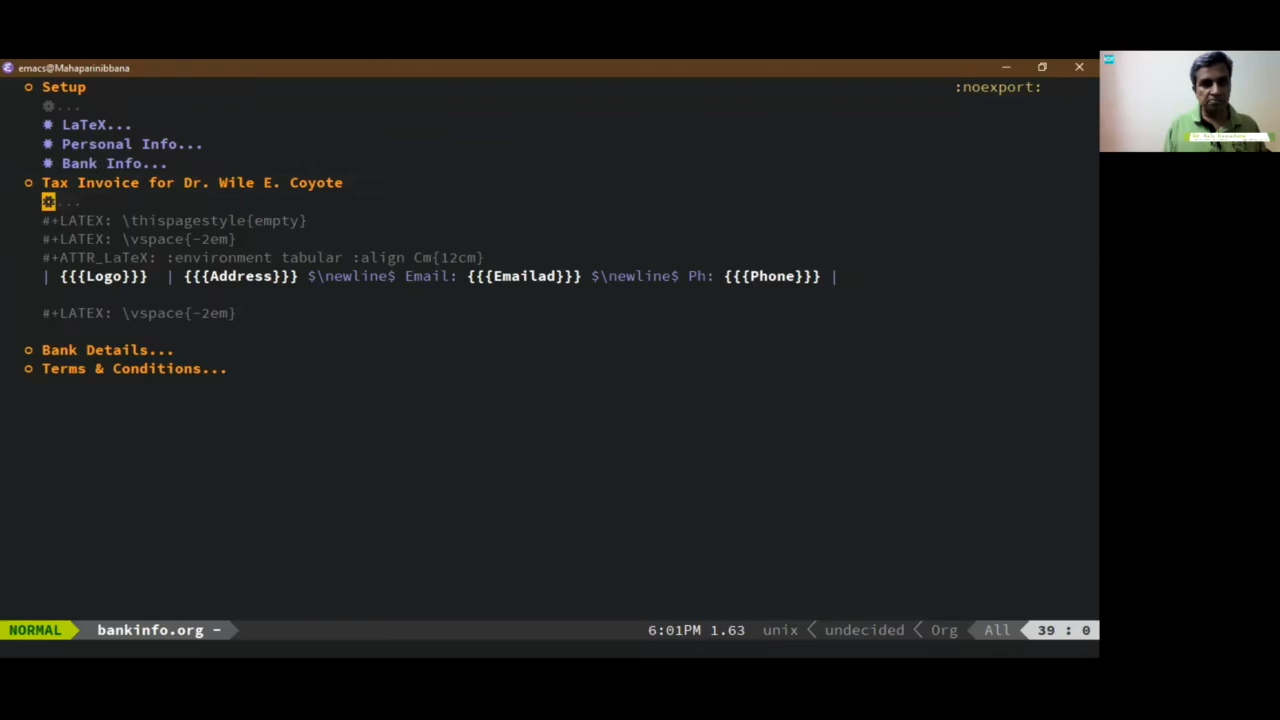 emacs@Mahaparinibbana
Setup :noexport:
...
LaTeX...
Personal Info...
Bank Info...
Tax Invoice for Dr. Wile E. Coyote
...
#+LATEX: \thispagestyle{empty}
#+LATEX: \vspace{-2em}
#+ATTR_LaTeX: :environment tabular :align Cm{12cm}
| {{{Logo}}} | {{{Address}}} $\newline$ Email: {{{Emailad}}} $\newline$ Ph: {{{Phone}}} |
#+LATEX: \vspace{-2em}
Bank Details...
Terms & Conditions...
NORMAL bankinfo.org - 6:01PM 1.63 unix undecided Org All 39 : 0